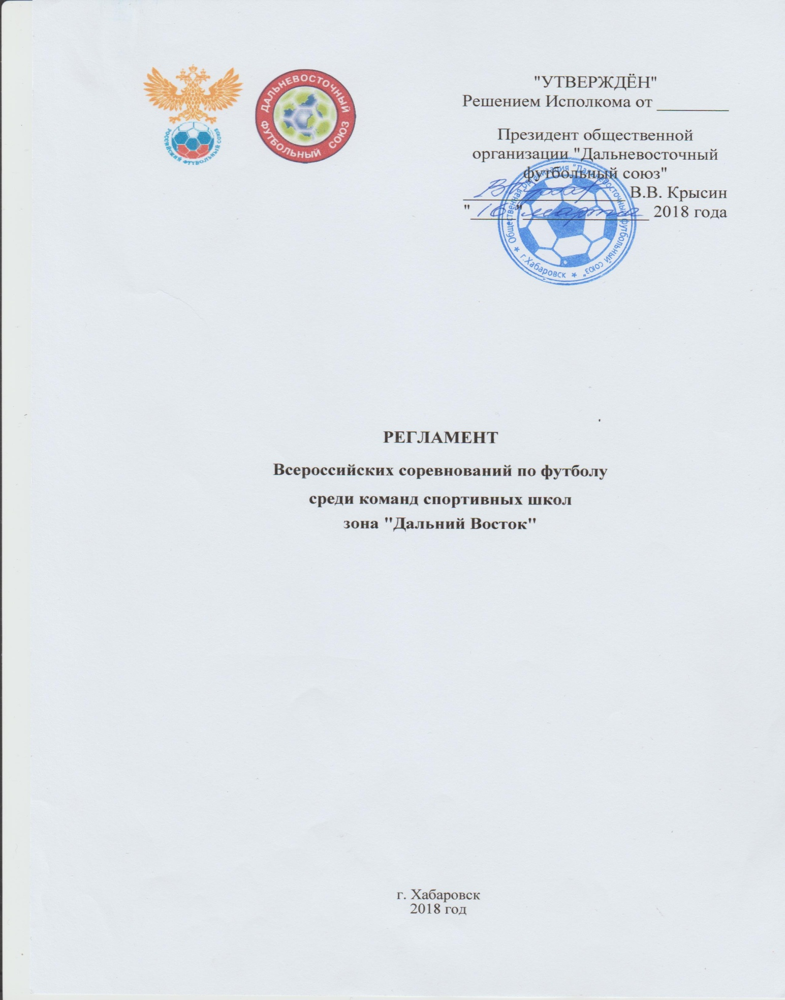 РОССИЙСКИЙ ФУТБОЛЬНЫЙ СОЮЗ
ДАЛЬНЕВОСТОЧНЫЙ
ФУТБОЛЬНЫЙ СОЮЗ
"УТВЕРЖДЁН"
Решением Исполкома от ________
Президент общественной
организации "Дальневосточный
футбольный союз"
__________________ В.В. Крысин
"16" марта 2018 года
Общественная организация "Дальневосточный футбольный союз"
г.Хабаровск
РЕГЛАМЕНТ
Всероссийских соревнований по футболу
среди команд спортивных школ
зона "Дальний Восток"
г. Хабаровск
2018 год